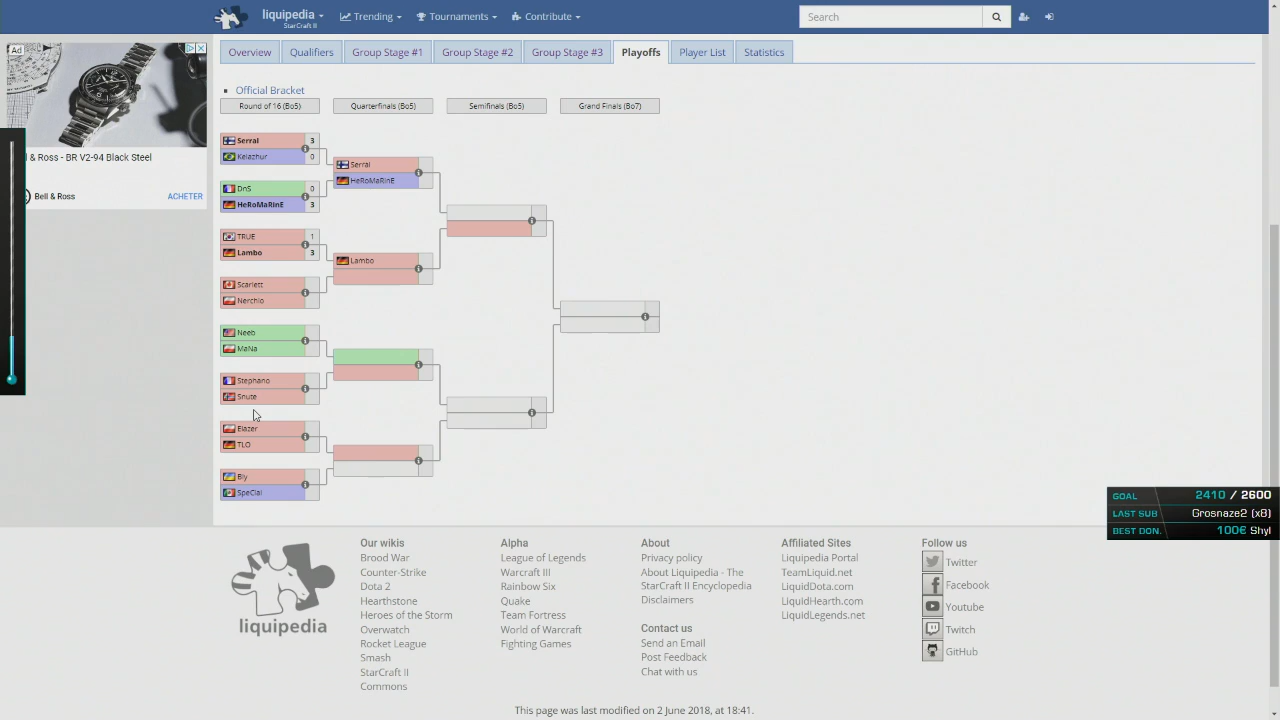 liquipedia
StarCraft II
Trending
Tournaments
Contribute
Search
Ad
Overview
Qualifiers
Group Stage #1
Group Stage #2
Group Stage #3
Playoffs
Player List
Statistics
Official Bracket
Round of 16 (Bo5)
Quarterfinals (Bo5)
Semifinals (Bo5)
Grand Finals (Bo7)
Serral 3
Kelazhur 0
DnS 0
HeRoMaRinE 3
TRUE 1
Lambo 3
Scarlett
Nerchio
Neeb
MaNa
Stephano
Snute
Elazer
TLO
Bly
SpeCial
Serral
HeRoMaRinE
Lambo
l & Ross - BR V2-94 Black Steel
Bell & Ross
ACHETER
GOAL 2410 / 2600
LAST SUB Grosnaze2 (x8)
BEST DON. 100€ Shyl
liquipedia
Our wikis
Brood War
Counter-Strike
Dota 2
Hearthstone
Heroes of the Storm
Overwatch
Rocket League
Smash
StarCraft II
Commons
Alpha
League of Legends
Warcraft III
Rainbow Six
Quake
Team Fortress
World of Warcraft
Fighting Games
About
Privacy policy
About Liquipedia - The
StarCraft II Encyclopedia
Disclaimers
Contact us
Send an Email
Post Feedback
Chat with us
Affiliated Sites
Liquipedia Portal
TeamLiquid.net
LiquidDota.com
LiquidHearth.com
LiquidLegends.net
Follow us
Twitter
Facebook
Youtube
Twitch
GitHub
This page was last modified on 2 June 2018, at 18:41.